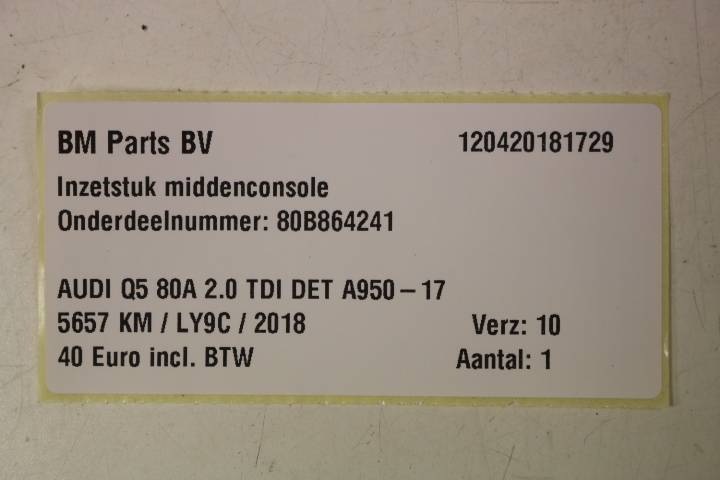 BM Parts BV 120420181729
Inzetstuk middenconsole
Onderdeelnummer: 80B864241
AUDI Q5 80A 2.0 TDI DET A950-17
5657 KM / LY9C / 2018 Verz: 10
40 Euro incl. BTW Aantal: 1